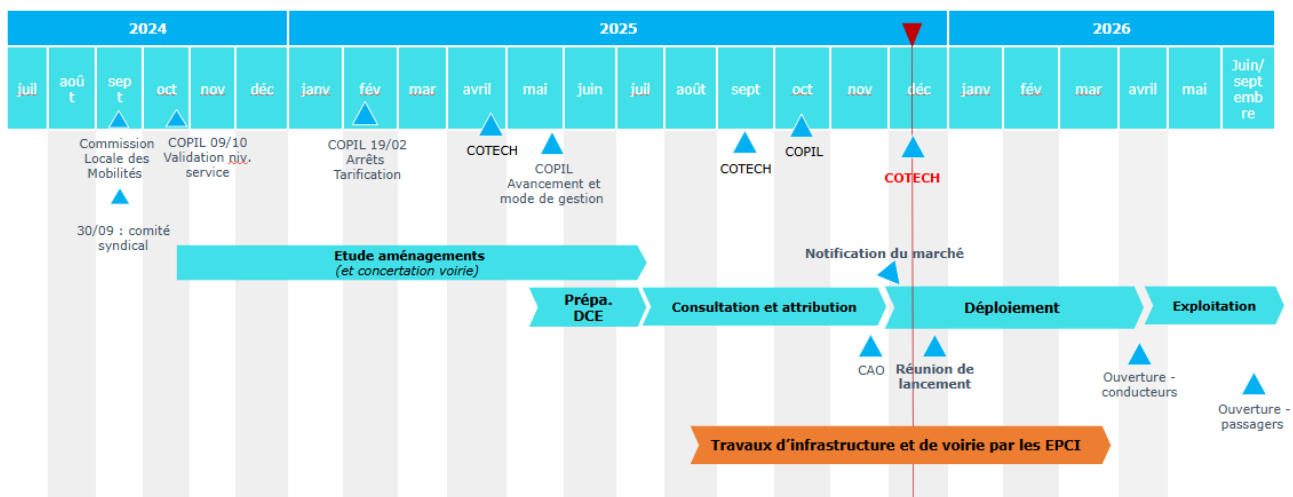 2024
2025
2026
juil
aoû
t
sep
t
oct
nov
déc
janv
fév
mar
avril
mai
juin
juil
août
sept
oct
nov
déc
janv
fév
mar
avril
mai
Juin/
sept
emb
re
Commission
Locale des
Mobilités
30/09 : comité
syndical
COPIL 09/10
Validation niv.
service
COPIL 19/02
Arrêts
Tarification
COTECH
COPIL
Avancement et
mode de gestion
COTECH
COPIL
COTECH
Etude aménagements
(et concertation voirie)
Notification du marché
Prépa.
DCE
Consultation et attribution
Déploiement
Exploitation
CAO
Réunion de
lancement
Ouverture -
conducteurs
Ouverture -
passagers
Travaux d’infrastructure et de voirie par les EPCI